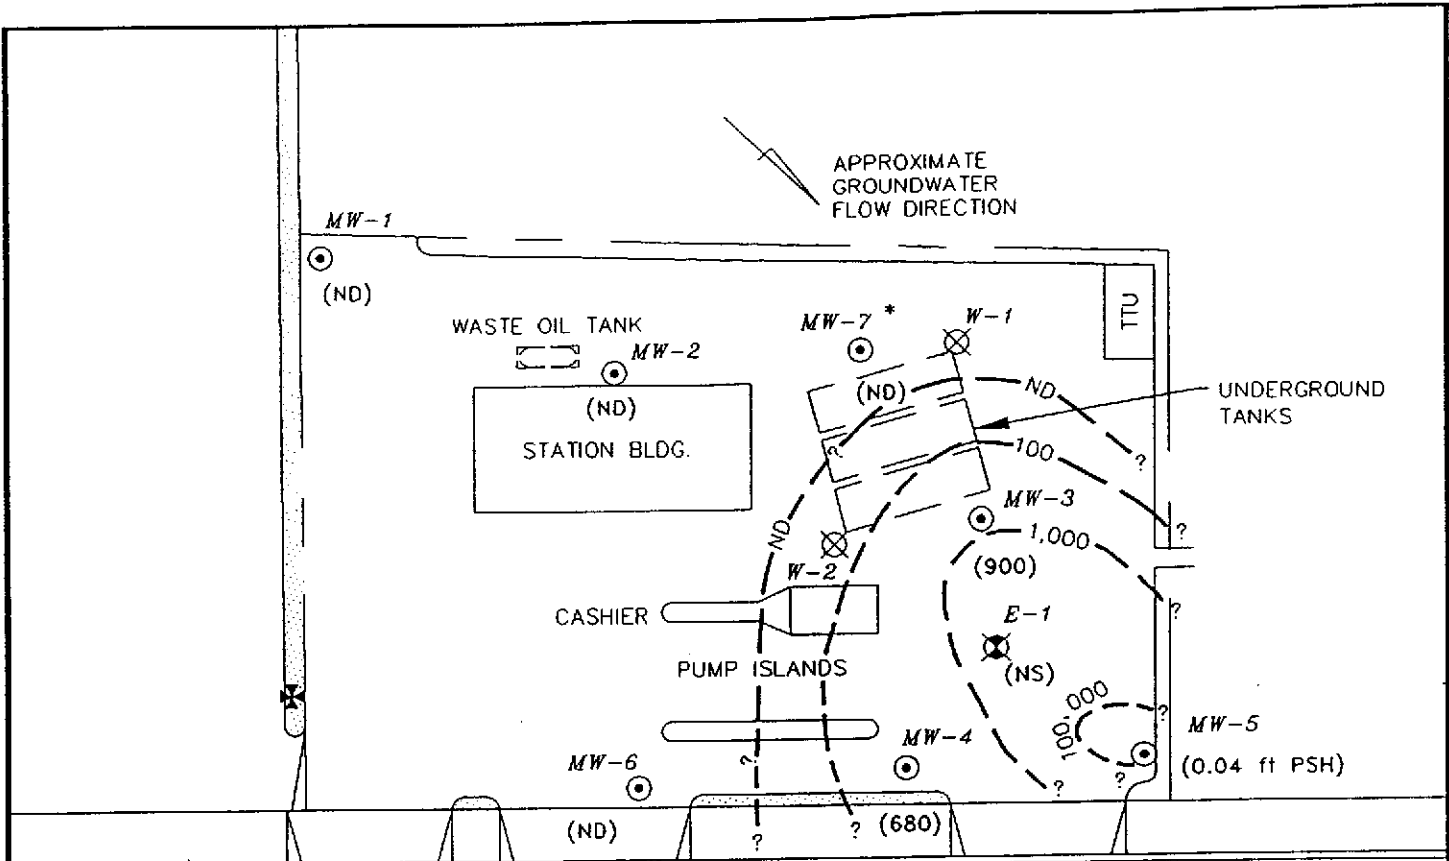 APPROXIMATE
GROUNDWATER
FLOW DIRECTION
MW-1
(ND)
WASTE OIL TANK
MW-2
(ND)
STATION BLDG.
MW-7 *
(ND)
W-1
TTU
UNDERGROUND
TANKS
ND
?
100
?
?
MW-3
(900)
1,000
?
ND
W-2
CASHIER
PUMP ISLANDS
E-1
(NS)
100,000
?
?
MW-5
(0.04 ft PSH)
MW-4
(680)
MW-6
(ND)
?
?
?
?